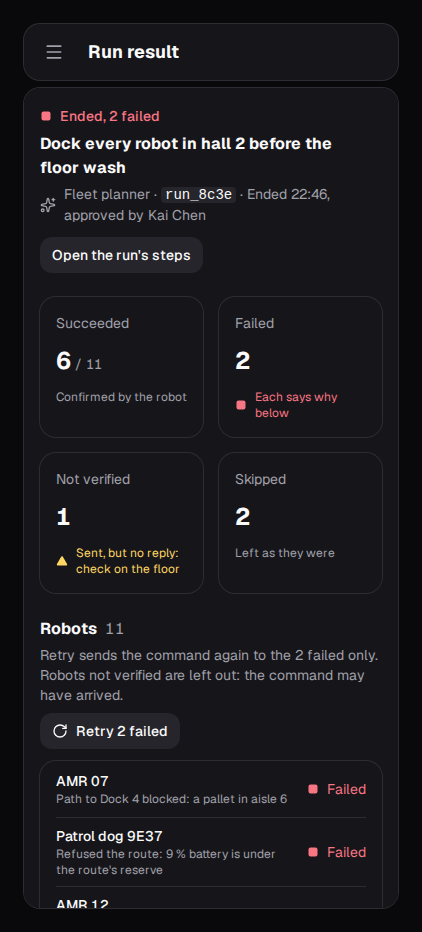 Run result
Ended, 2 failed
Dock every robot in hall 2 before the
floor wash
Fleet planner · run_8c3e · Ended 22:46,
approved by Kai Chen
Open the run's steps
Succeeded
6 / 11
Confirmed by the robot
Failed
2
Each says why
below
Not verified
1
Sent, but no reply:
check on the floor
Skipped
2
Left as they were
Robots 11
Retry sends the command again to the 2 failed only.
Robots not verified are left out: the command may
have arrived.
Retry 2 failed
AMR 07
Path to Dock 4 blocked: a pallet in aisle 6
Failed
Patrol dog 9E37
Refused the route: 9 % battery is under
the route's reserve
Failed
AMR 12